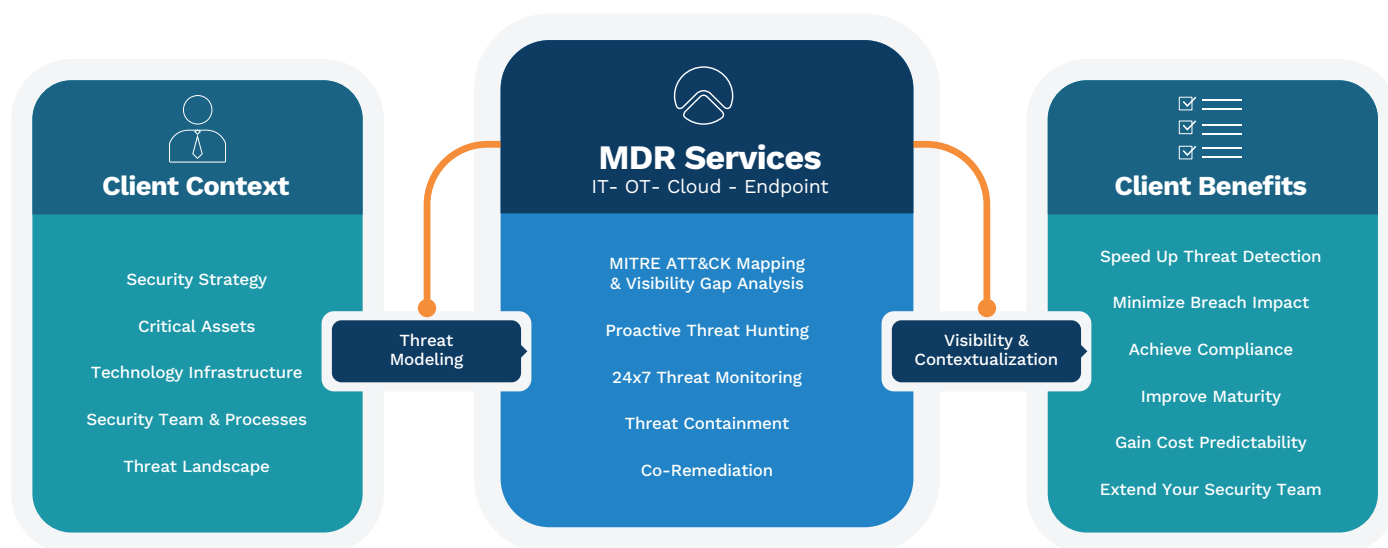 Client Context
Security Strategy
Critical Assets
Technology Infrastructure
Security Team & Processes
Threat Landscape
Threat
Modeling
MDR Services
IT- OT- Cloud - Endpoint
MITRE ATT&CK Mapping
& Visibility Gap Analysis
Proactive Threat Hunting
24x7 Threat Monitoring
Threat Containment
Co-Remediation
Visibility &
Contextualization
Client Benefits
Speed Up Threat Detection
Minimize Breach Impact
Achieve Compliance
Improve Maturity
Gain Cost Predictability
Extend Your Security Team